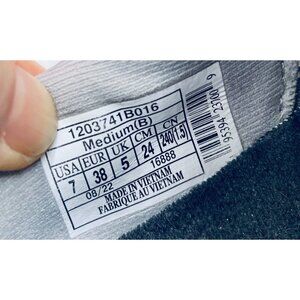 1203741B016
Medium(B)
USA EUR UK CM CN
7 38 5 24 240(1.5)
08/22 16888
MADE IN VIETNAM
FABRIQUE AU VIETNAM